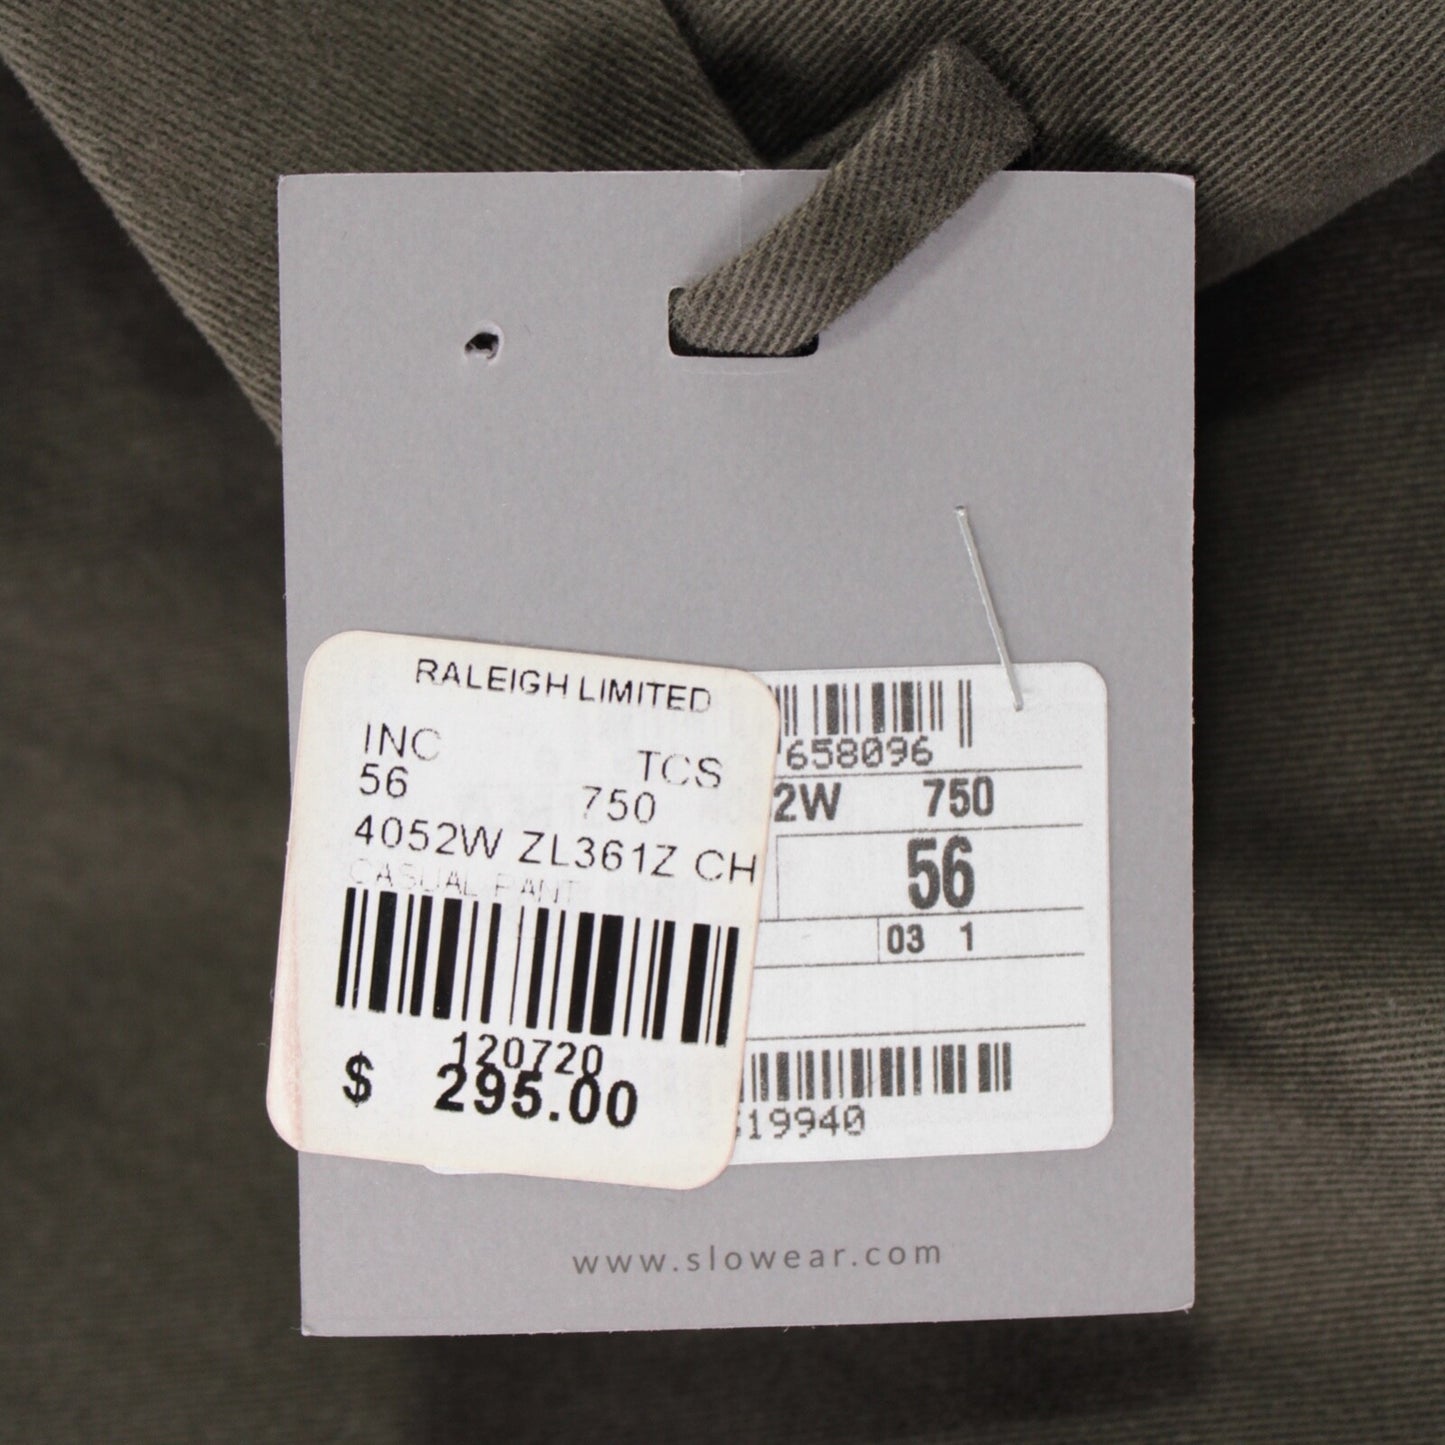 RALEIGH LIMITED
INC TCS
56 750
4052W ZL361Z CH
CASUAL PANT
120720
$ 295.00
658096
2W 750
56
03 1
19940
www.slowear.com